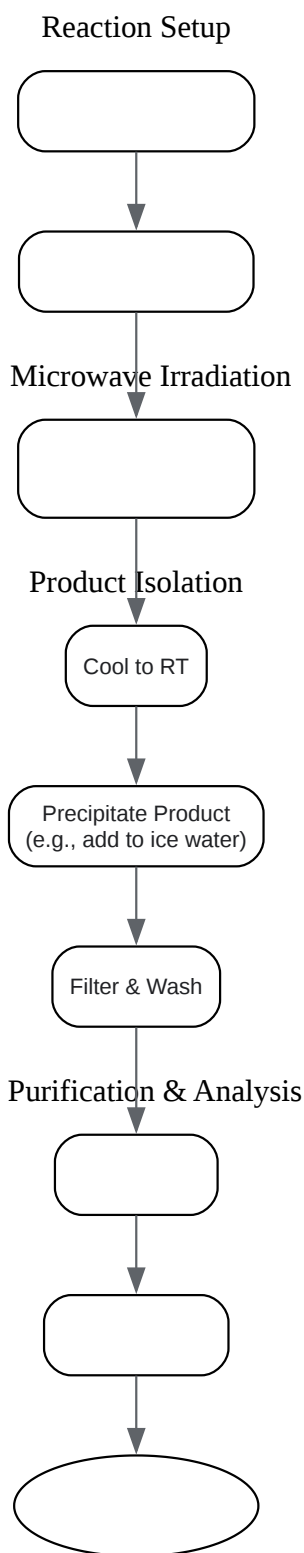 Reaction Setup
Microwave Irradiation
Product Isolation
Cool to RT
Precipitate Product
(e.g., add to ice water)
Filter & Wash
Purification & Analysis